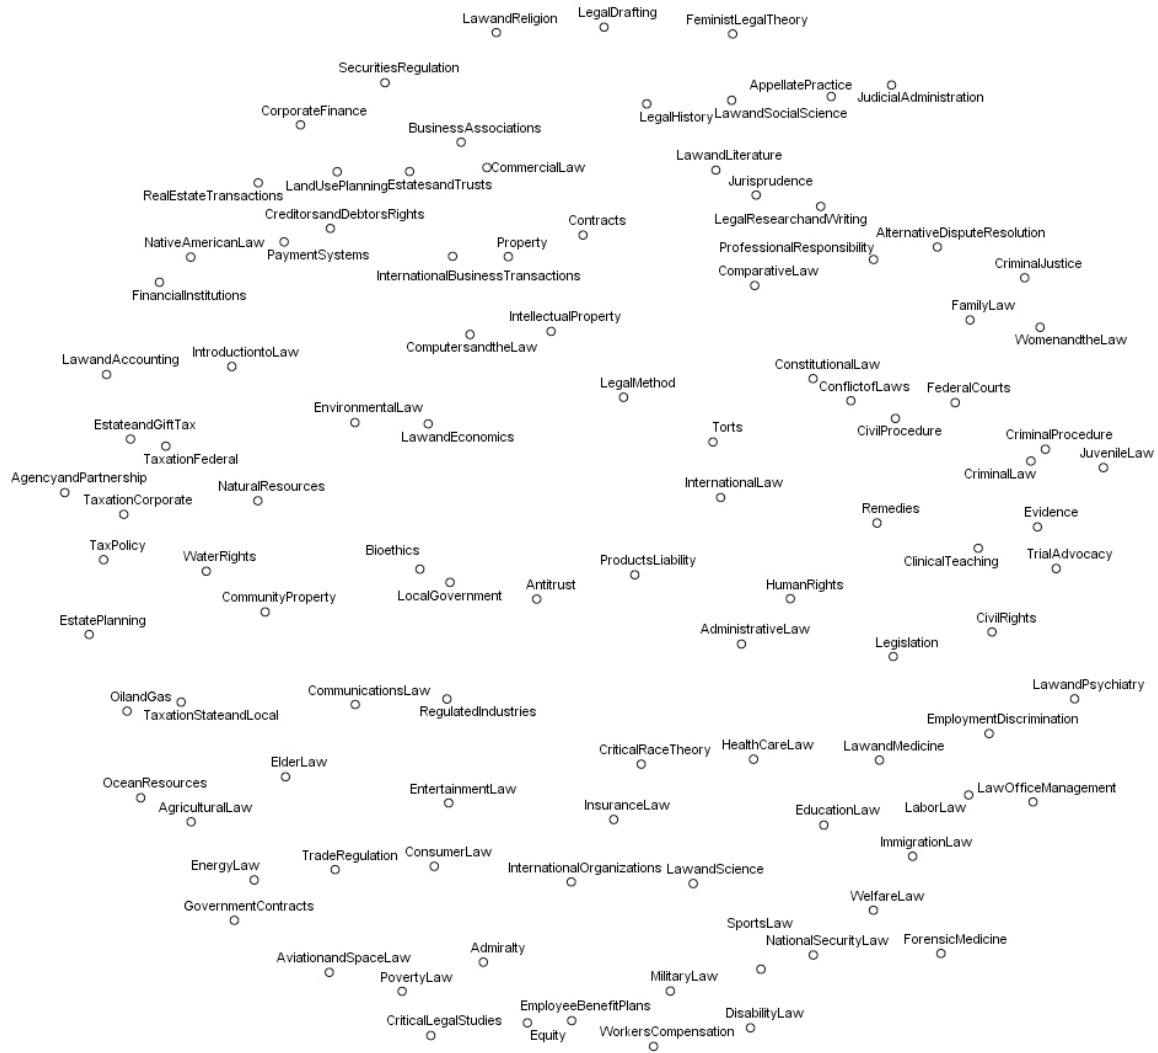 LegalDrafting
LawandReligion
FeministLegalTheory
SecuritiesRegulation
AppellatePractice
JudicialAdministration
CorporateFinance
LegalHistory
LawandSocialScience
BusinessAssociations
LawandLiterature
CommercialLaw
Jurisprudence
LandUsePlanning
EstatesandTrusts
RealEstateTransactions
CreditorsandDebtorsRights
Contracts
LegalResearchandWriting
AlternativeDisputeResolution
NativeAmericanLaw
PaymentSystems
Property
ProfessionalResponsibility
InternationalBusinessTransactions
ComparativeLaw
CriminalJustice
FinancialInstitutions
FamilyLaw
IntellectualProperty
WomenandtheLaw
ComputersandtheLaw
IntroductiontoLaw
LawandAccounting
ConstitutionalLaw
LegalMethod
ConflictofLaws
FederalCourts
EnvironmentalLaw
EstateandGiftTax
LawandEconomics
Torts
CivilProcedure
CriminalProcedure
JuvenileLaw
TaxationFederal
CriminalLaw
AgencyandPartnership
NaturalResources
InternationalLaw
TaxationCorporate
Remedies
Evidence
TaxPolicy
WaterRights
Bioethics
ProductsLiability
ClinicalTeaching
TrialAdvocacy
LocalGovernment
Antitrust
HumanRights
CommunityProperty
EstatePlanning
AdministrativeLaw
CivilRights
Legislation
LawandPsychiatry
OilandGas
CommunicationsLaw
TaxationStateandLocal
RegulatedIndustries
EmploymentDiscrimination
CriticalRaceTheory
HealthCareLaw
LawandMedicine
ElderLaw
OceanResources
EntertainmentLaw
LawOfficeManagement
AgriculturalLaw
InsuranceLaw
EducationLaw
LaborLaw
ImmigrationLaw
TradeRegulation
ConsumerLaw
EnergyLaw
InternationalOrganizations
LawandScience
WelfareLaw
GovernmentContracts
SportsLaw
NationalSecurityLaw
ForensicMedicine
Admiralty
AviationandSpaceLaw
PovertyLaw
MilitaryLaw
EmployeeBenefitPlans
DisabilityLaw
CriticalLegalStudies
Equity
WorkersCompensation